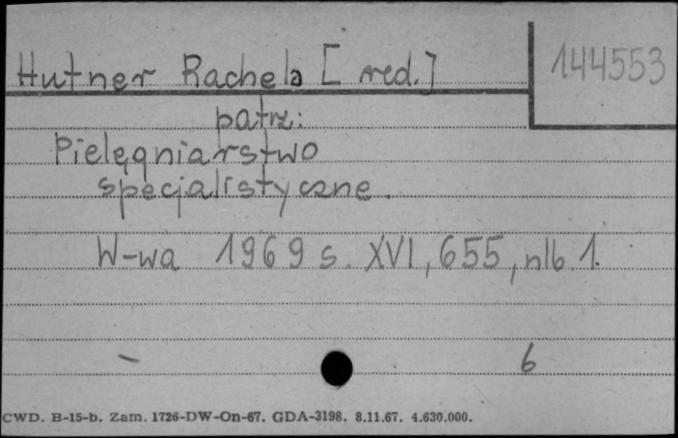 Hutner Rachela [red.]
144553
patrz:
Pielęgniarstwo
specjalistyczne.
W-wa 1969 s. XVI, 655, nlb 1.
- 6
CWD. B-15-b. Zam. 1726-DW-On-67. GDA-3198. 8.11.67. 4.630.000.